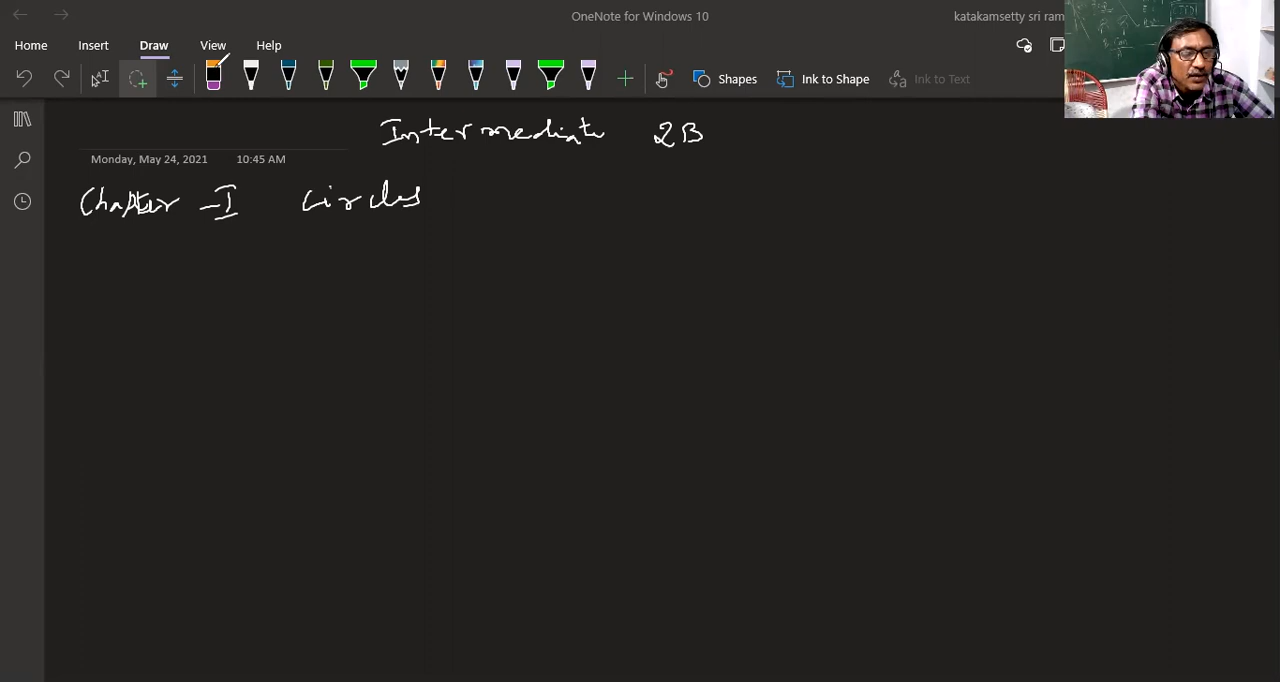 OneNote for Windows 10 katakamsetty sri ram
Home Insert Draw View Help
Shapes Ink to Shape Ink to Text
Intermediate 2B
Monday, May 24, 2021 10:45 AM
Chapter -I Circles